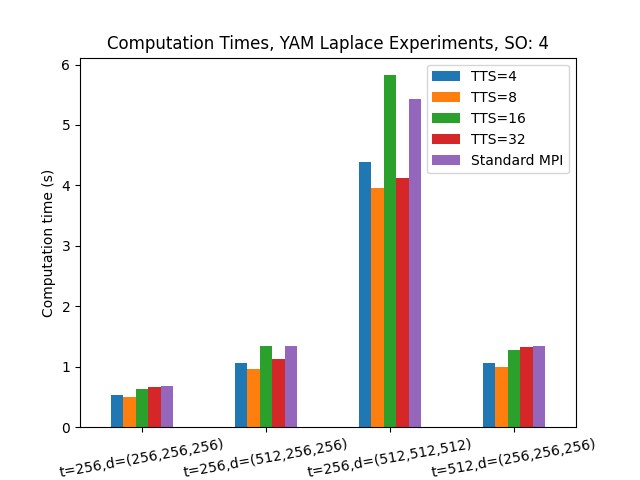 Computation Times, YAM Laplace Experiments, SO: 4
6
5
4
3
2
1
0
Computation time (s)
TTS=4
TTS=8
TTS=16
TTS=32
Standard MPI
t=256,d=(256,256,256)
t=256,d=(512,256,256)
t=256,d=(512,512,512)
t=512,d=(256,256,256)